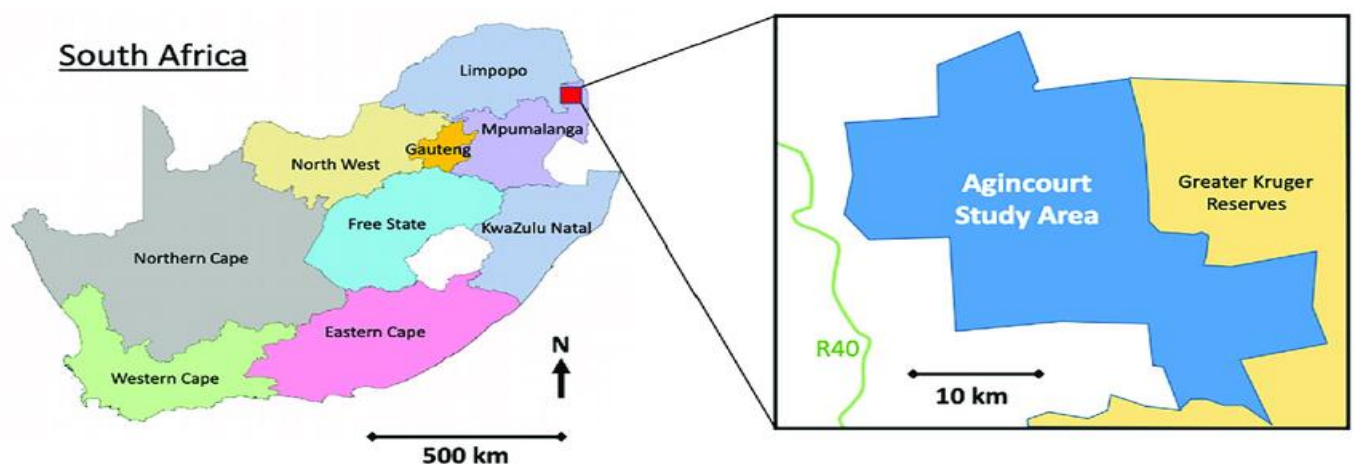 South Africa
Limpopo
Mpumalanga
Gauteng
North West
Free State
KwaZulu Natal
Northern Cape
Eastern Cape
Western Cape
N
500 km
Agincourt
Study Area
Greater Kruger
Reserves
R40
10 km